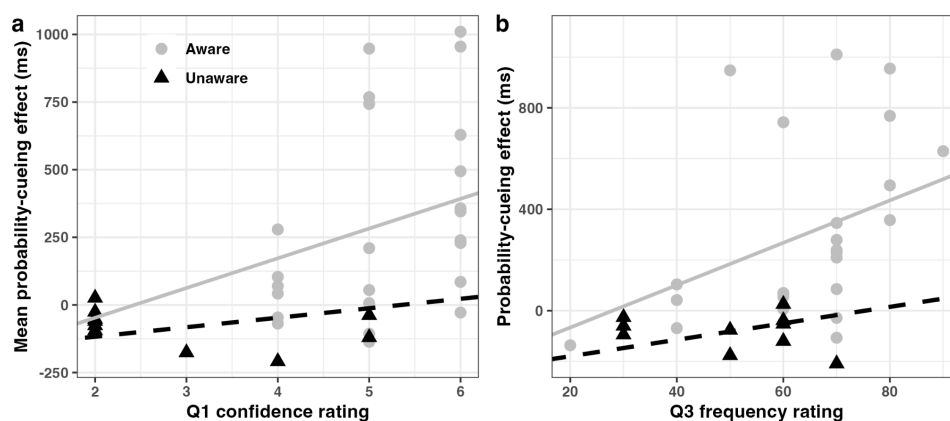 a
Mean probability-cueing effect (ms)
1000
750
500
250
0
-250
Aware
Unaware
2 3 4 5 6
Q1 confidence rating
b
Probability-cueing effect (ms)
800
400
0
20 40 60 80
Q3 frequency rating